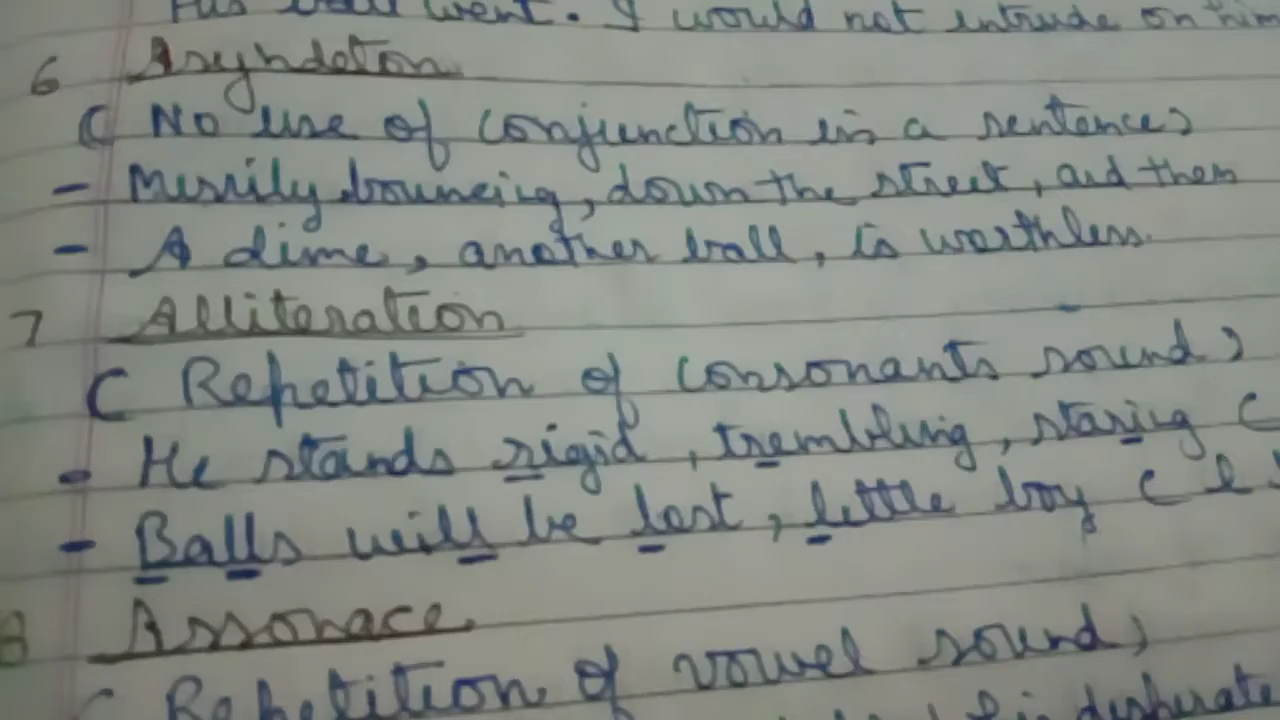 went. I would not intrude on him
6 Asyndeton
( No use of conjunction in a sentence)
- Merrily bouncing, down the street, and then
- A dime, another ball, is worthless.
7 Alliteration
( Repetition of consonants sound)
- He stands rigid, trembling, staring (
- Balls will be lost, little boy ( l
8 Assonace
( Repetition of vowel sound)
desperate